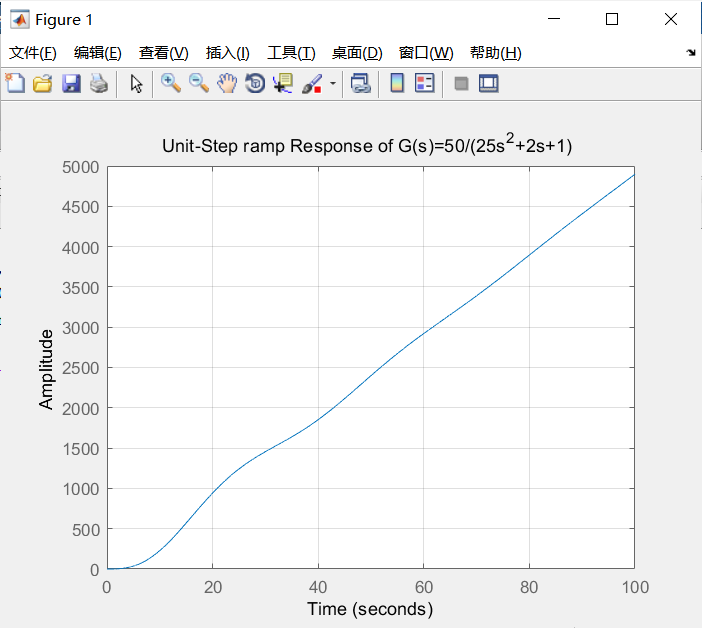 Figure 1
文件(F) 编辑(E) 查看(V) 插入(I) 工具(T) 桌面(D) 窗口(W) 帮助(H)
Unit-Step ramp Response of G(s)=50/(25s²+2s+1)
5000
4500
4000
3500
3000
2500
2000
1500
1000
500
0
Amplitude
0 20 40 60 80 100
Time (seconds)